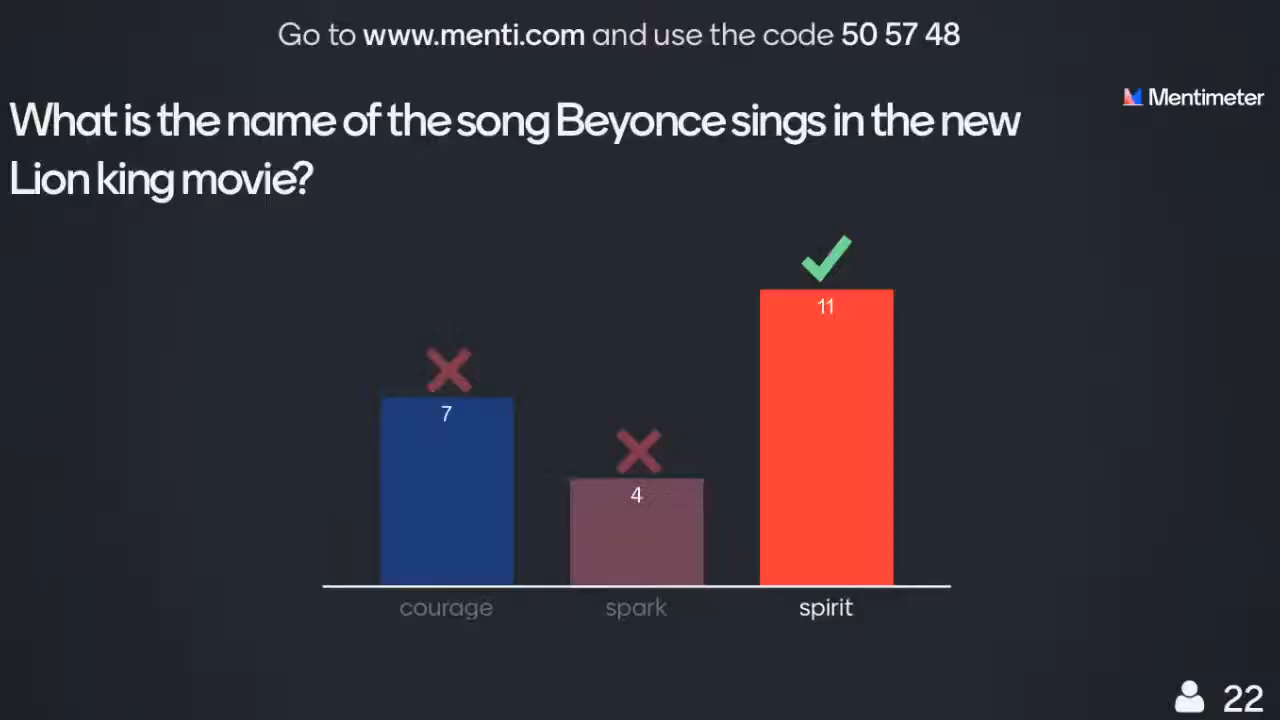 Go to www.menti.com and use the code 50 57 48
Mentimeter
What is the name of the song Beyonce sings in the new
Lion king movie?
11
7
4
courage
spark
spirit
22